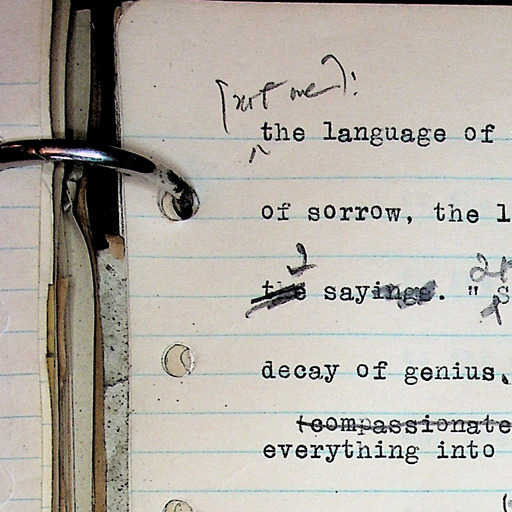 (not me):
the language of
of sorrow, the l
2
the sayings. "S
decay of genius,
(compassionate
everything into